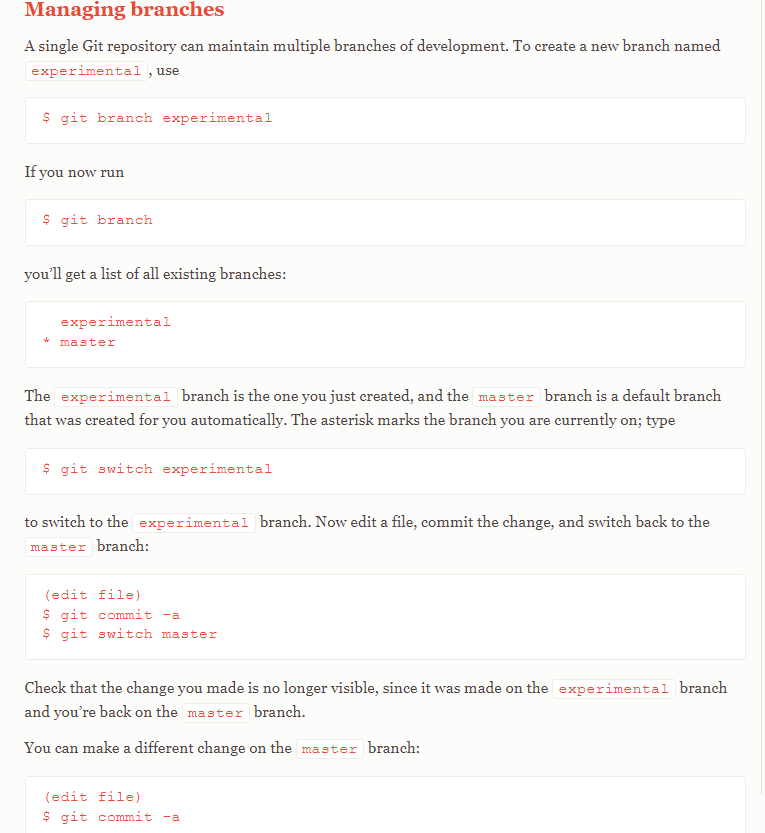 Managing branches
A single Git repository can maintain multiple branches of development. To create a new branch named
experimental, use
$ git branch experimental
If you now run
$ git branch
you’ll get a list of all existing branches:
experimental
* master
The experimental branch is the one you just created, and the master branch is a default branch
that was created for you automatically. The asterisk marks the branch you are currently on; type
$ git switch experimental
to switch to the experimental branch. Now edit a file, commit the change, and switch back to the
master branch:
(edit file)
$ git commit -a
$ git switch master
Check that the change you made is no longer visible, since it was made on the experimental branch
and you’re back on the master branch.
You can make a different change on the master branch:
(edit file)
$ git commit -a